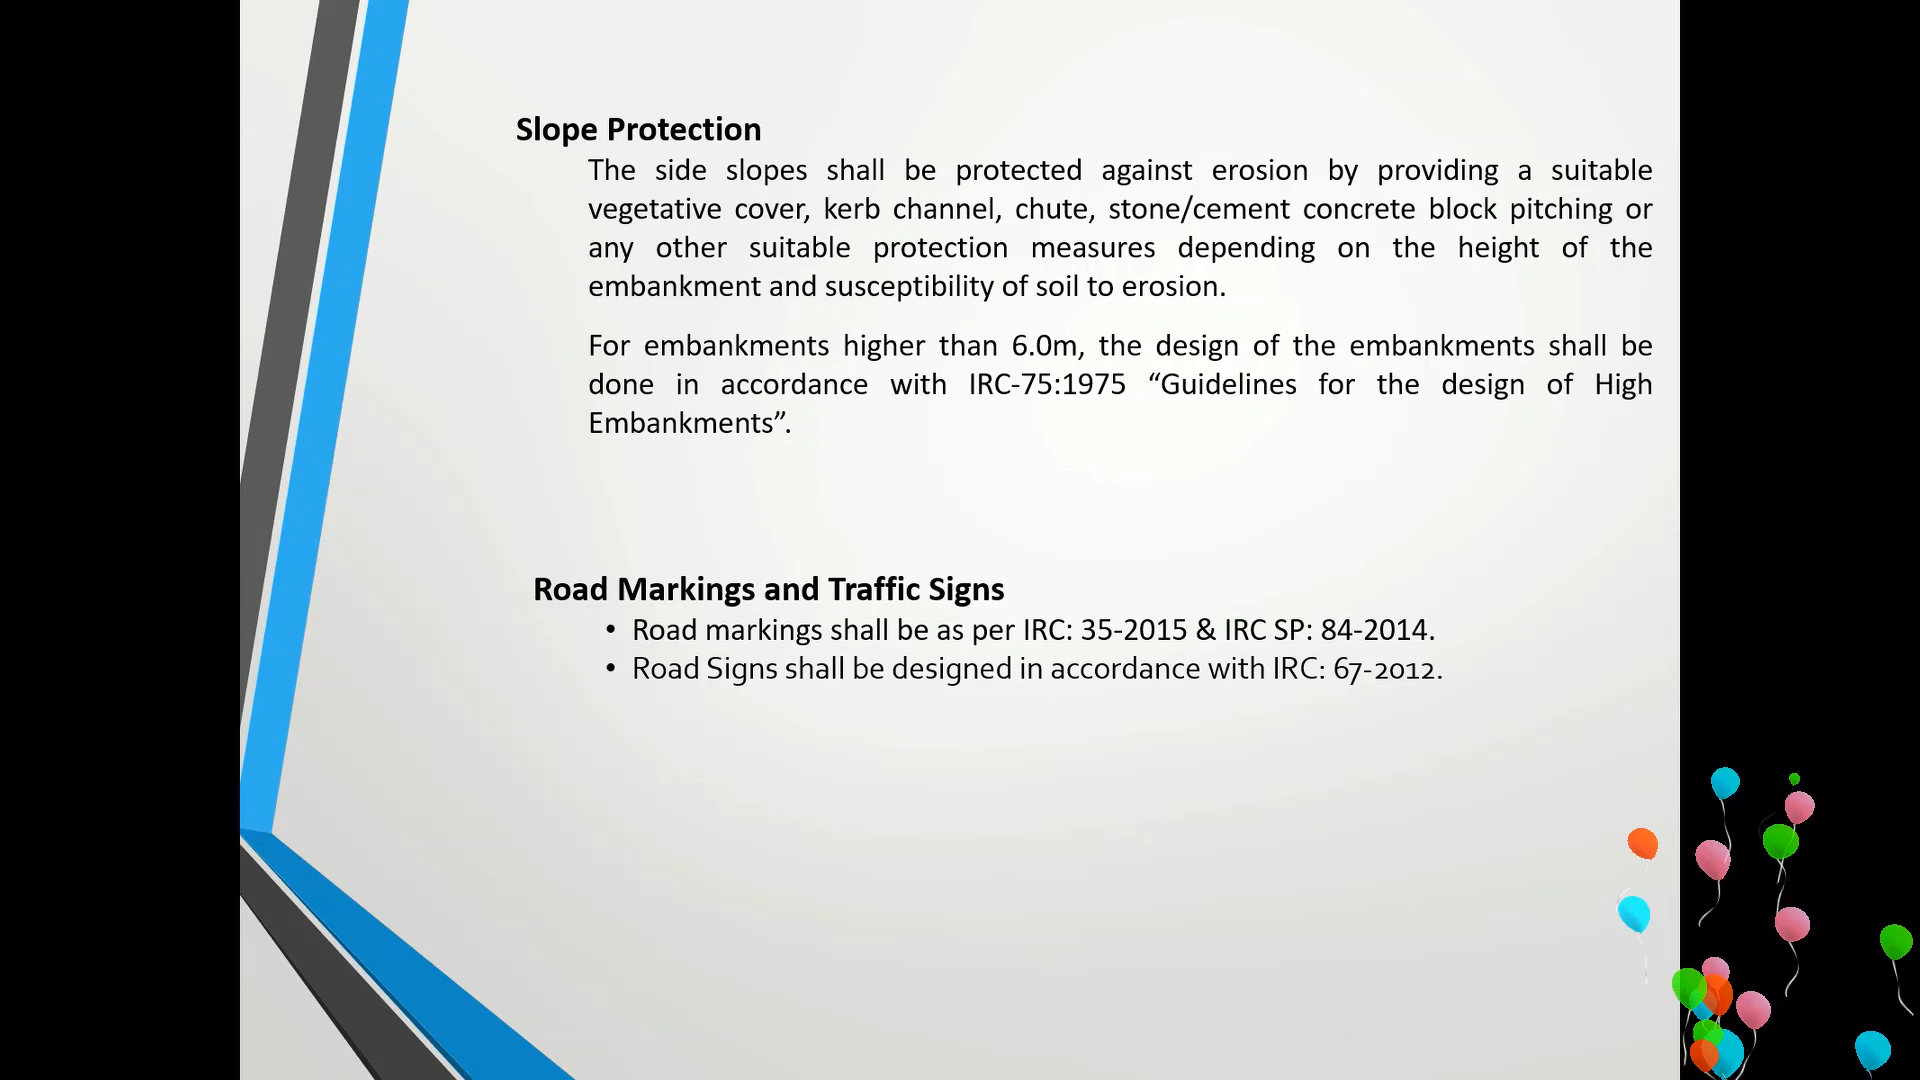 Slope Protection
The side slopes shall be protected against erosion by providing a suitable
vegetative cover, kerb channel, chute, stone/cement concrete block pitching or
any other suitable protection measures depending on the height of the
embankment and susceptibility of soil to erosion.
For embankments higher than 6.0m, the design of the embankments shall be
done in accordance with IRC-75:1975 “Guidelines for the design of High
Embankments”.
Road Markings and Traffic Signs
• Road markings shall be as per IRC: 35-2015 & IRC SP: 84-2014.
• Road Signs shall be designed in accordance with IRC: 67-2012.